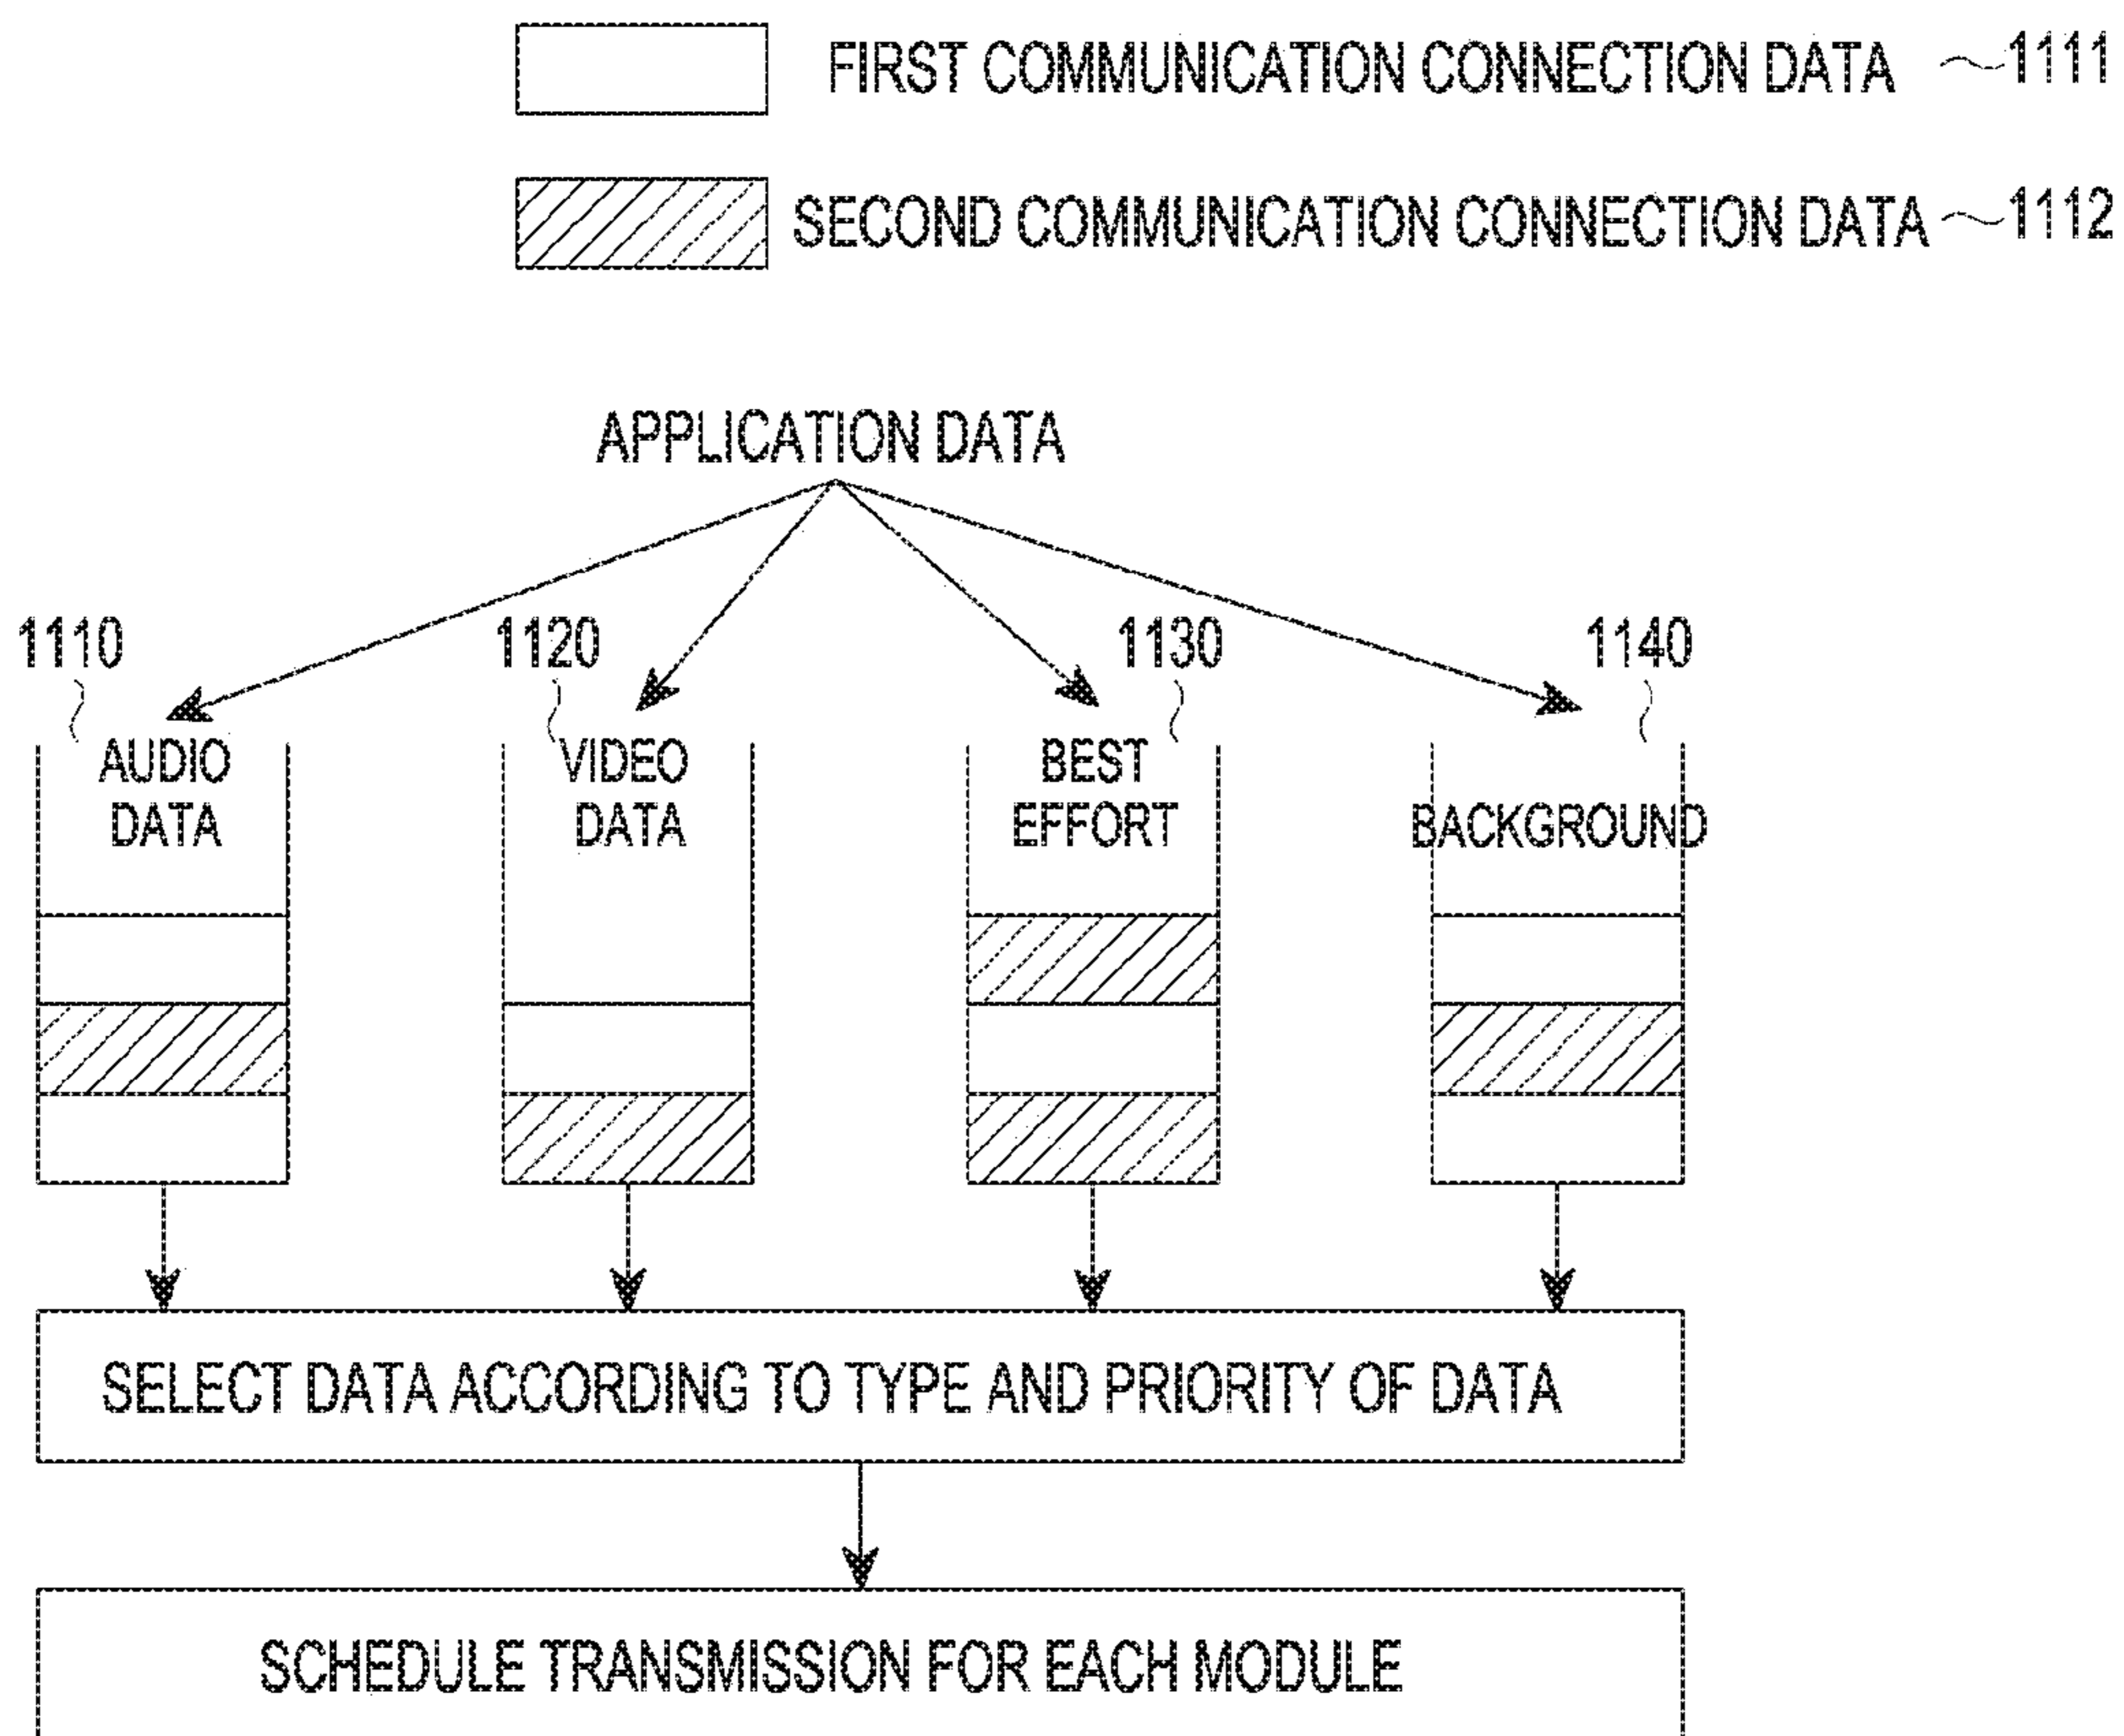 FIRST COMMUNICATION CONNECTION DATA 1111
SECOND COMMUNICATION CONNECTION DATA 1112
APPLICATION DATA
1110 1120 1130 1140
AUDIO
DATA
VIDEO
DATA
BEST
EFFORT
BACKGROUND
SELECT DATA ACCORDING TO TYPE AND PRIORITY OF DATA
SCHEDULE TRANSMISSION FOR EACH MODULE